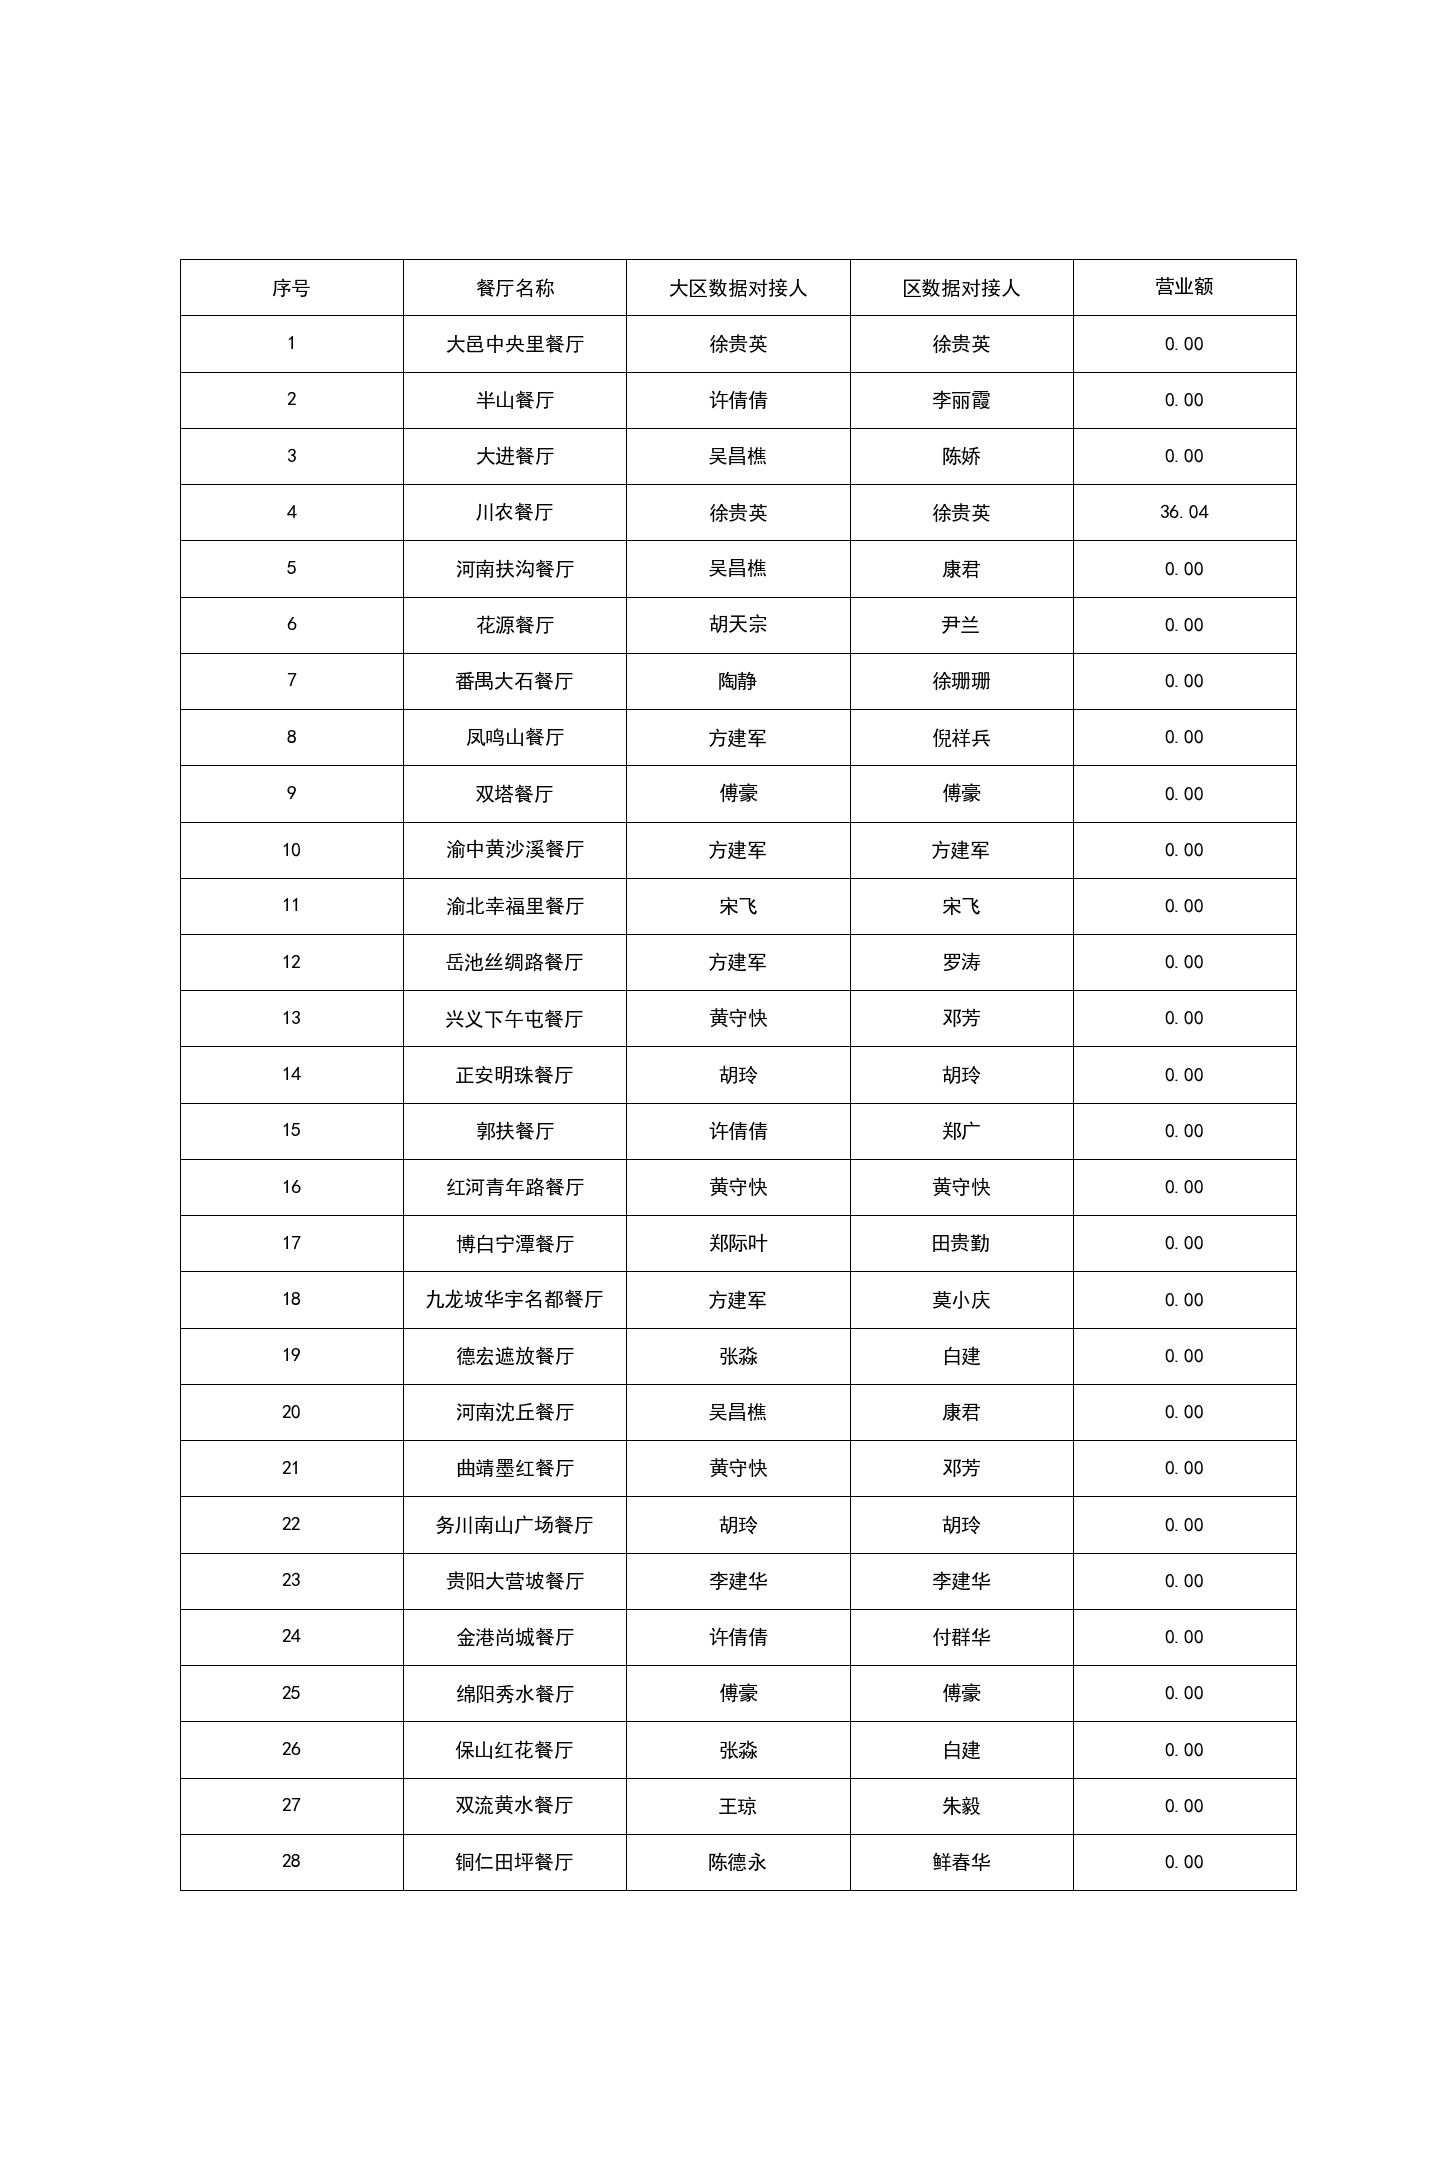 序号 餐厅名称 大区数据对接人 区数据对接人 营业额
1 大邑中央里餐厅 徐贵英 徐贵英 0.00
2 半山餐厅 许倩倩 李丽霞 0.00
3 大进餐厅 吴昌樵 陈娇 0.00
4 川农餐厅 徐贵英 徐贵英 36.04
5 河南扶沟餐厅 吴昌樵 康君 0.00
6 花源餐厅 胡天宗 尹兰 0.00
7 番禺大石餐厅 陶静 徐珊珊 0.00
8 凤鸣山餐厅 方建军 倪祥兵 0.00
9 双塔餐厅 傅豪 傅豪 0.00
10 渝中黄沙溪餐厅 方建军 方建军 0.00
11 渝北幸福里餐厅 宋飞 宋飞 0.00
12 岳池丝绸路餐厅 方建军 罗涛 0.00
13 兴义下午屯餐厅 黄守快 邓芳 0.00
14 正安明珠餐厅 胡玲 胡玲 0.00
15 郭扶餐厅 许倩倩 郑广 0.00
16 红河青年路餐厅 黄守快 黄守快 0.00
17 博白宁潭餐厅 郑际叶 田贵勤 0.00
18 九龙坡华宇名都餐厅 方建军 莫小庆 0.00
19 德宏遮放餐厅 张淼 白建 0.00
20 河南沈丘餐厅 吴昌樵 康君 0.00
21 曲靖墨红餐厅 黄守快 邓芳 0.00
22 务川南山广场餐厅 胡玲 胡玲 0.00
23 贵阳大营坡餐厅 李建华 李建华 0.00
24 金港尚城餐厅 许倩倩 付群华 0.00
25 绵阳秀水餐厅 傅豪 傅豪 0.00
26 保山红花餐厅 张淼 白建 0.00
27 双流黄水餐厅 王琼 朱毅 0.00
28 铜仁田坪餐厅 陈德永 鲜春华 0.00